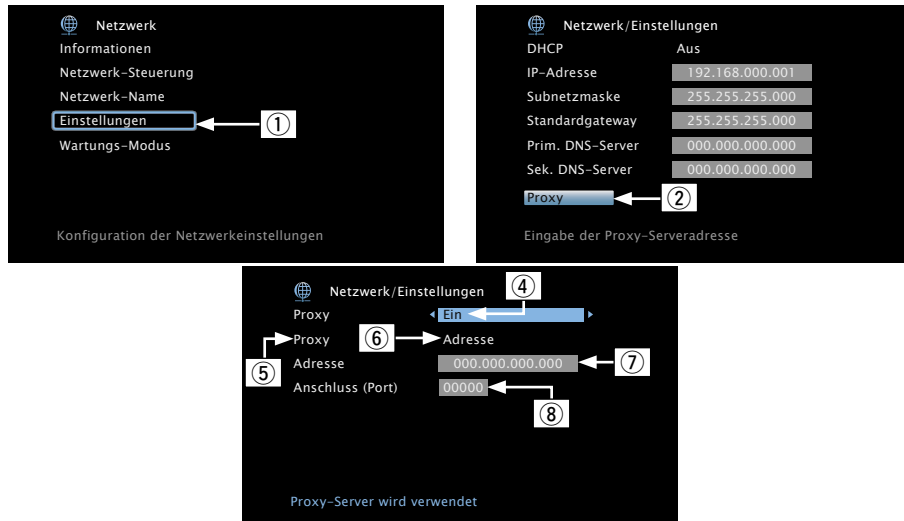 Netzwerk
Informationen
Netzwerk-Steuerung
Netzwerk-Name
Einstellungen
①
Wartungs-Modus
Konfiguration der Netzwerkeinstellungen
Netzwerk/Einstellungen
DHCP Aus
IP-Adresse 192.168.000.001
Subnetzmaske 255.255.255.000
Standardgateway 255.255.255.000
Prim. DNS-Server 000.000.000.000
Sek. DNS-Server 000.000.000.000
Proxy ②
Eingabe der Proxy-Serveradresse
Netzwerk/Einstellungen ④
Proxy Ein
⑤ Proxy ⑥ Adresse
Adresse 000.000.000.000 ⑦
Anschluss (Port) 00000 ⑧
Proxy-Server wird verwendet